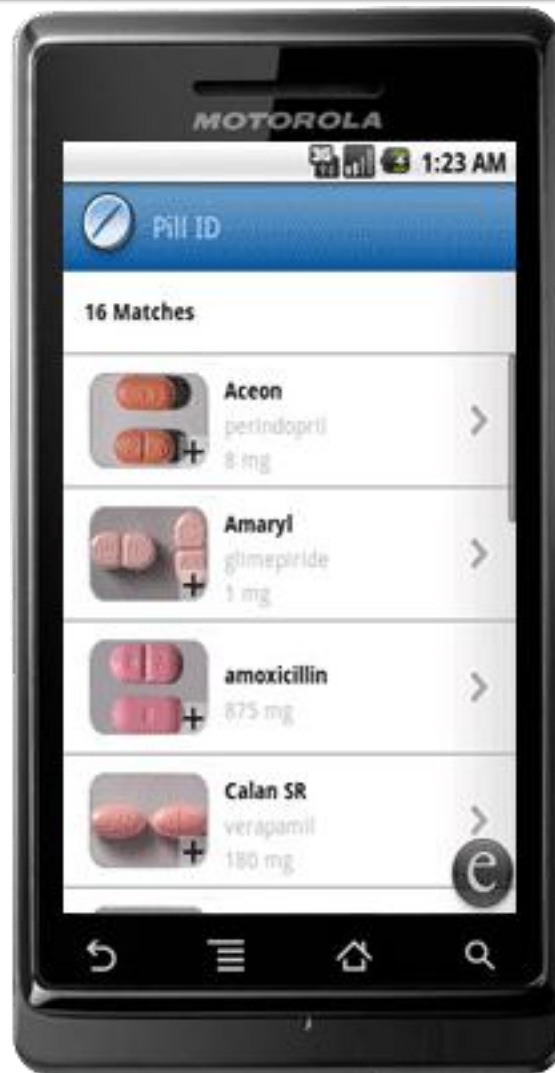 MOTOROLA
3G
1:23 AM
Pill ID
16 Matches
Aceon
perindopril
8 mg
Amaryl
glimepiride
1 mg
amoxicillin
875 mg
Calan SR
verapamil
180 mg
e